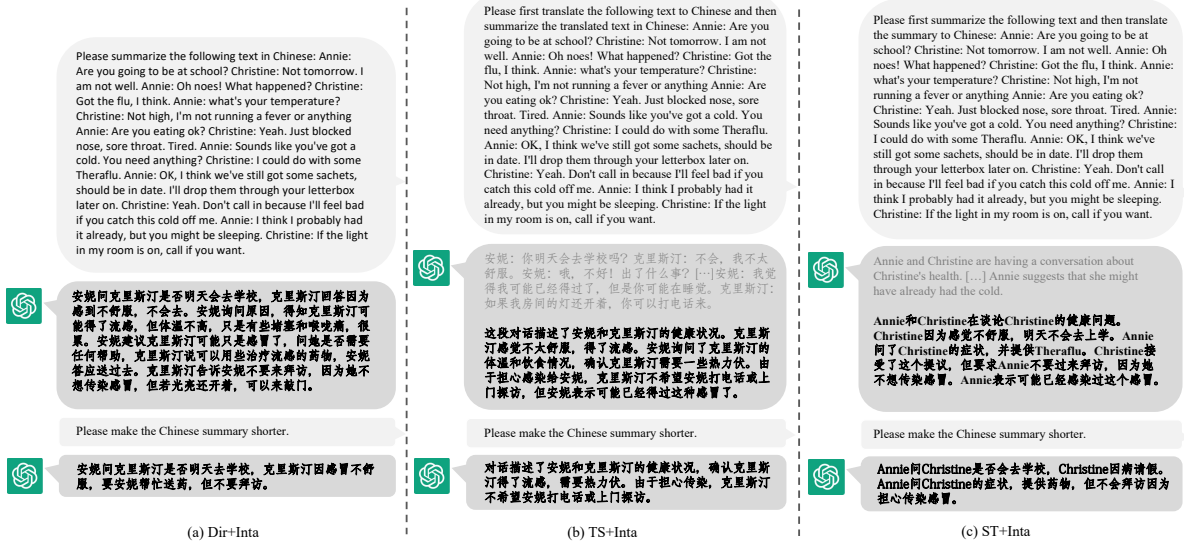 Please summarize the following text in Chinese: Annie:
Are you going to be at school? Christine: Not tomorrow. I
am not well. Annie: Oh noes! What happened? Christine:
Got the flu, I think. Annie: what's your temperature?
Christine: Not high, I'm not running a fever or anything
Annie: Are you eating ok? Christine: Yeah. Just blocked
nose, sore throat. Tired. Annie: Sounds like you've got a
cold. You need anything? Christine: I could do with some
Theraflu. Annie: OK, I think we've still got some sachets,
should be in date. I'll drop them through your letterbox
later on. Christine: Yeah. Don't call in because I'll feel bad
if you catch this cold off me. Annie: I think I probably had
it already, but you might be sleeping. Christine: If the light
in my room is on, call if you want.
安妮问克里斯汀是否明天会去学校，克里斯汀回答因为
感到不舒服，不会去。安妮询问原因，得知克里斯汀可
能得了流感，但体温不高，只是有些堵塞和喉咙痛，很
累。安妮建议克里斯汀可能只是感冒了，问她是否需要
任何帮助，克里斯汀说可以用些治疗流感的药物，安妮
答应送过去。克里斯汀告诉安妮不要来拜访，因为她不
想传染感冒，但若光亮还开着，可以来敲门。
Please make the Chinese summary shorter.
安妮问克里斯汀是否明天去学校，克里斯汀因感冒不舒
服，要安妮帮忙送药，但不要拜访。
(a) Dir+Inta
Please first translate the following text to Chinese and then
summarize the translated text in Chinese: Annie: Are you
going to be at school? Christine: Not tomorrow. I am not
well. Annie: Oh noes! What happened? Christine: Got the
flu, I think. Annie: what's your temperature? Christine:
Not high, I'm not running a fever or anything Annie: Are
you eating ok? Christine: Yeah. Just blocked nose, sore
throat. Tired. Annie: Sounds like you've got a cold. You
need anything? Christine: I could do with some Theraflu.
Annie: OK, I think we've still got some sachets, should be
in date. I'll drop them through your letterbox later on.
Christine: Yeah. Don't call in because I'll feel bad if you
catch this cold off me. Annie: I think I probably had it
already, but you might be sleeping. Christine: If the light
in my room is on, call if you want.
安妮：你明天会去学校吗？克里斯汀：不会，我不太
舒服。安妮：哦，不好！出了什么事？[…]安妮：我觉
得我可能已经得过了，但是你可能在睡觉。克里斯汀：
如果我房间的灯还开着，你可以打电话来。
这段对话描述了安妮和克里斯汀的健康状况。克里斯
汀感觉不太舒服，得了流感。安妮询问了克里斯汀的
体温和饮食情况，确认克里斯汀需要一些热力伏。由
于担心感染给安妮，克里斯汀不希望安妮打电话或上
门探访，但安妮表示可能已经得过这种感冒了。
Please make the Chinese summary shorter.
对话描述了安妮和克里斯汀的健康状况，确认克里斯
汀得了流感，需要热力伏。由于担心传染，克里斯汀
不希望安妮打电话或上门探访。
(b) TS+Inta
Please first summarize the following text and then translate
the summary to Chinese: Annie: Are you going to be at
school? Christine: Not tomorrow. I am not well. Annie: Oh
noes! What happened? Christine: Got the flu, I think. Annie:
what's your temperature? Christine: Not high, I'm not
running a fever or anything Annie: Are you eating ok?
Christine: Yeah. Just blocked nose, sore throat. Tired. Annie:
Sounds like you've got a cold. You need anything? Christine:
I could do with some Theraflu. Annie: OK, I think we've
still got some sachets, should be in date. I'll drop them
through your letterbox later on. Christine: Yeah. Don't call
in because I'll feel bad if you catch this cold off me. Annie: I
think I probably had it already, but you might be sleeping.
Christine: If the light in my room is on, call if you want.
Annie and Christine are having a conversation about
Christine's health. […] Annie suggests that she might
have already had the cold.
Annie和Christine在谈论Christine的健康问题。
Christine因为感觉不舒服，明天不会去上学。Annie
问了Christine的症状，并提供Theraflu。Christine接
受了这个提议，但要求Annie不要过来拜访，因为她
不想传染感冒。Annie表示可能已经感染过这个感冒。
Please make the Chinese summary shorter.
Annie问Christine是否会去学校，Christine因病请假。
Annie问Christine的症状，提供药物，但不会拜访因为
担心传染感冒。
(c) ST+Inta